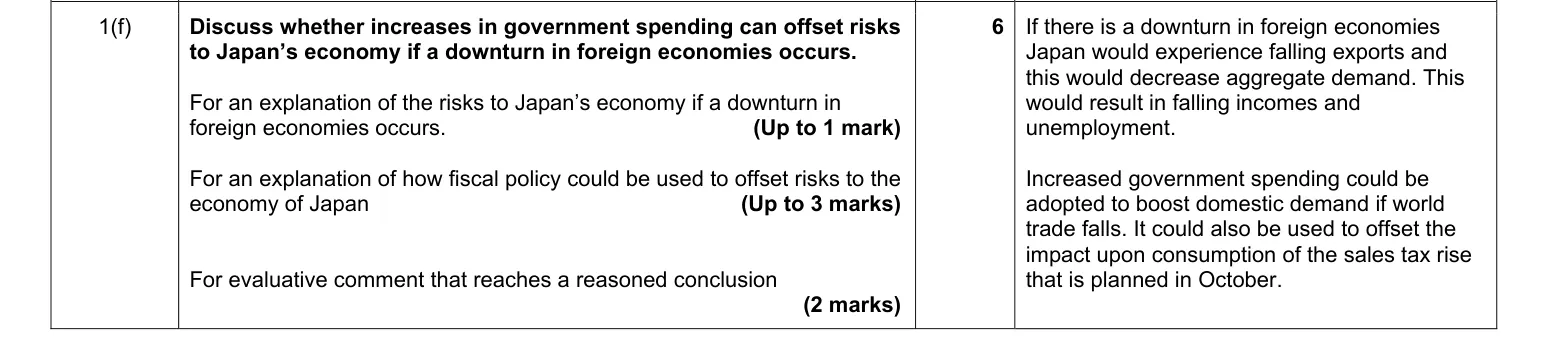 1(f)
Discuss whether increases in government spending can offset risks
to Japan’s economy if a downturn in foreign economies occurs.
For an explanation of the risks to Japan’s economy if a downturn in
foreign economies occurs. (Up to 1 mark)
For an explanation of how fiscal policy could be used to offset risks to the
economy of Japan (Up to 3 marks)
For evaluative comment that reaches a reasoned conclusion
(2 marks)
6
If there is a downturn in foreign economies
Japan would experience falling exports and
this would decrease aggregate demand. This
would result in falling incomes and
unemployment.
Increased government spending could be
adopted to boost domestic demand if world
trade falls. It could also be used to offset the
impact upon consumption of the sales tax rise
that is planned in October.